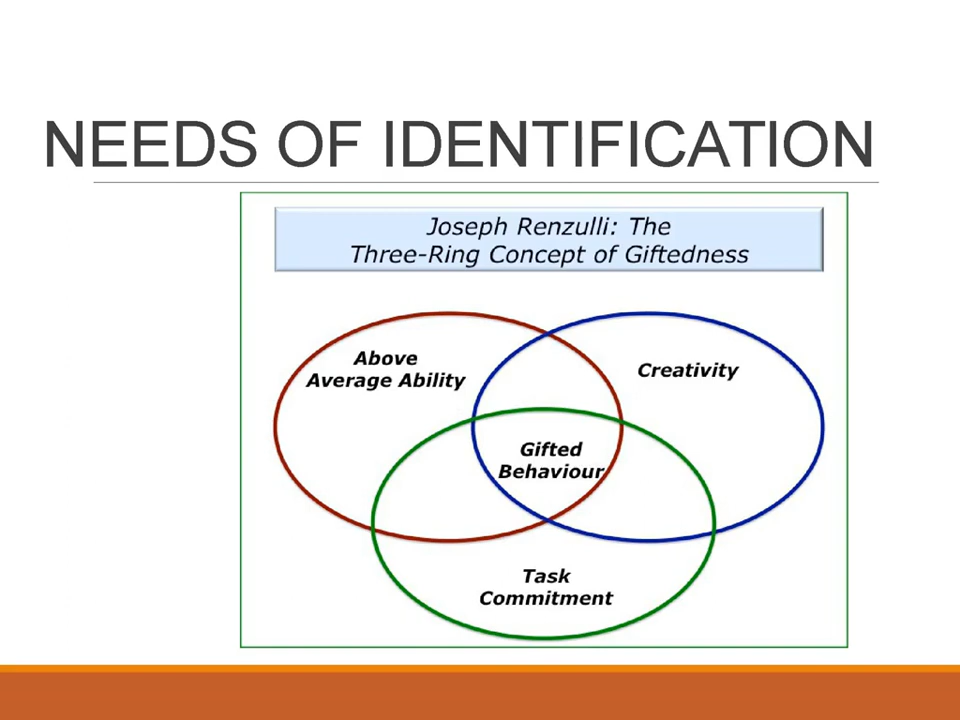 NEEDS OF IDENTIFICATION
Joseph Renzulli: The
Three-Ring Concept of Giftedness
Above
Average Ability
Creativity
Gifted
Behaviour
Task
Commitment